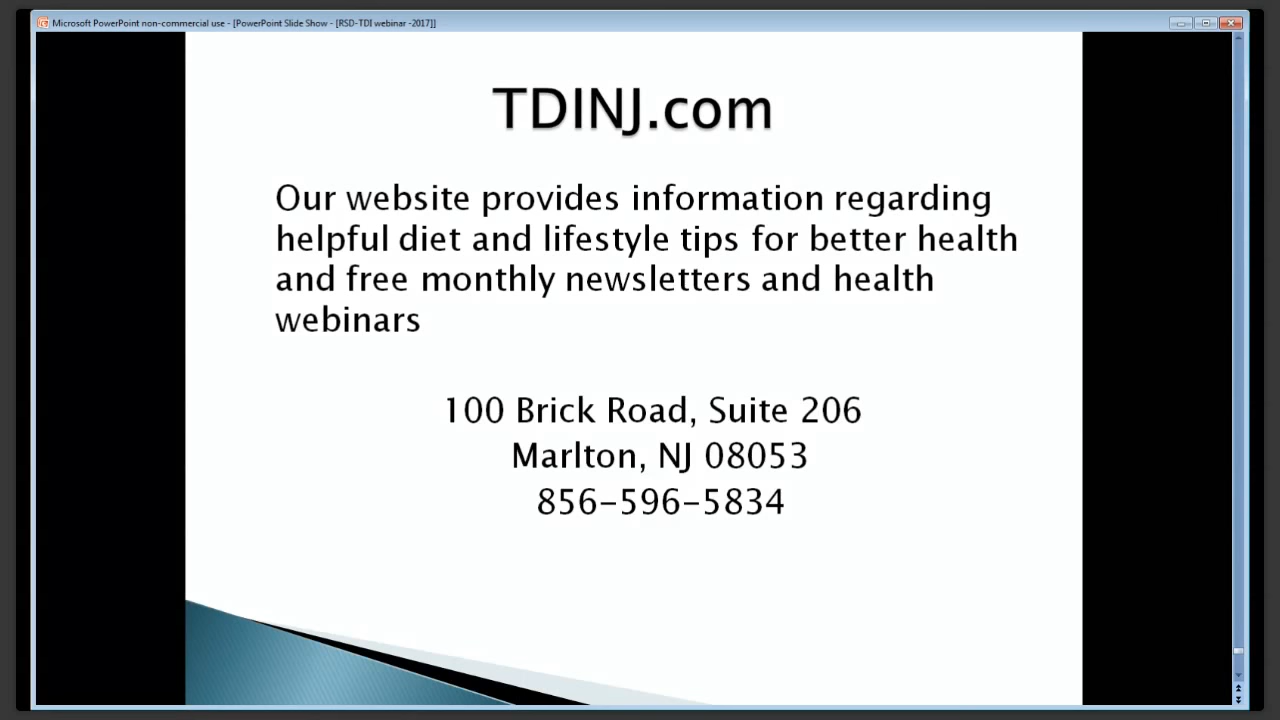 Microsoft PowerPoint non-commercial use - [PowerPoint Slide Show - [RSD-TDI webinar -2017]]
TDINJ.com
Our website provides information regarding
helpful diet and lifestyle tips for better health
and free monthly newsletters and health
webinars
100 Brick Road, Suite 206
Marlton, NJ 08053
856-596-5834